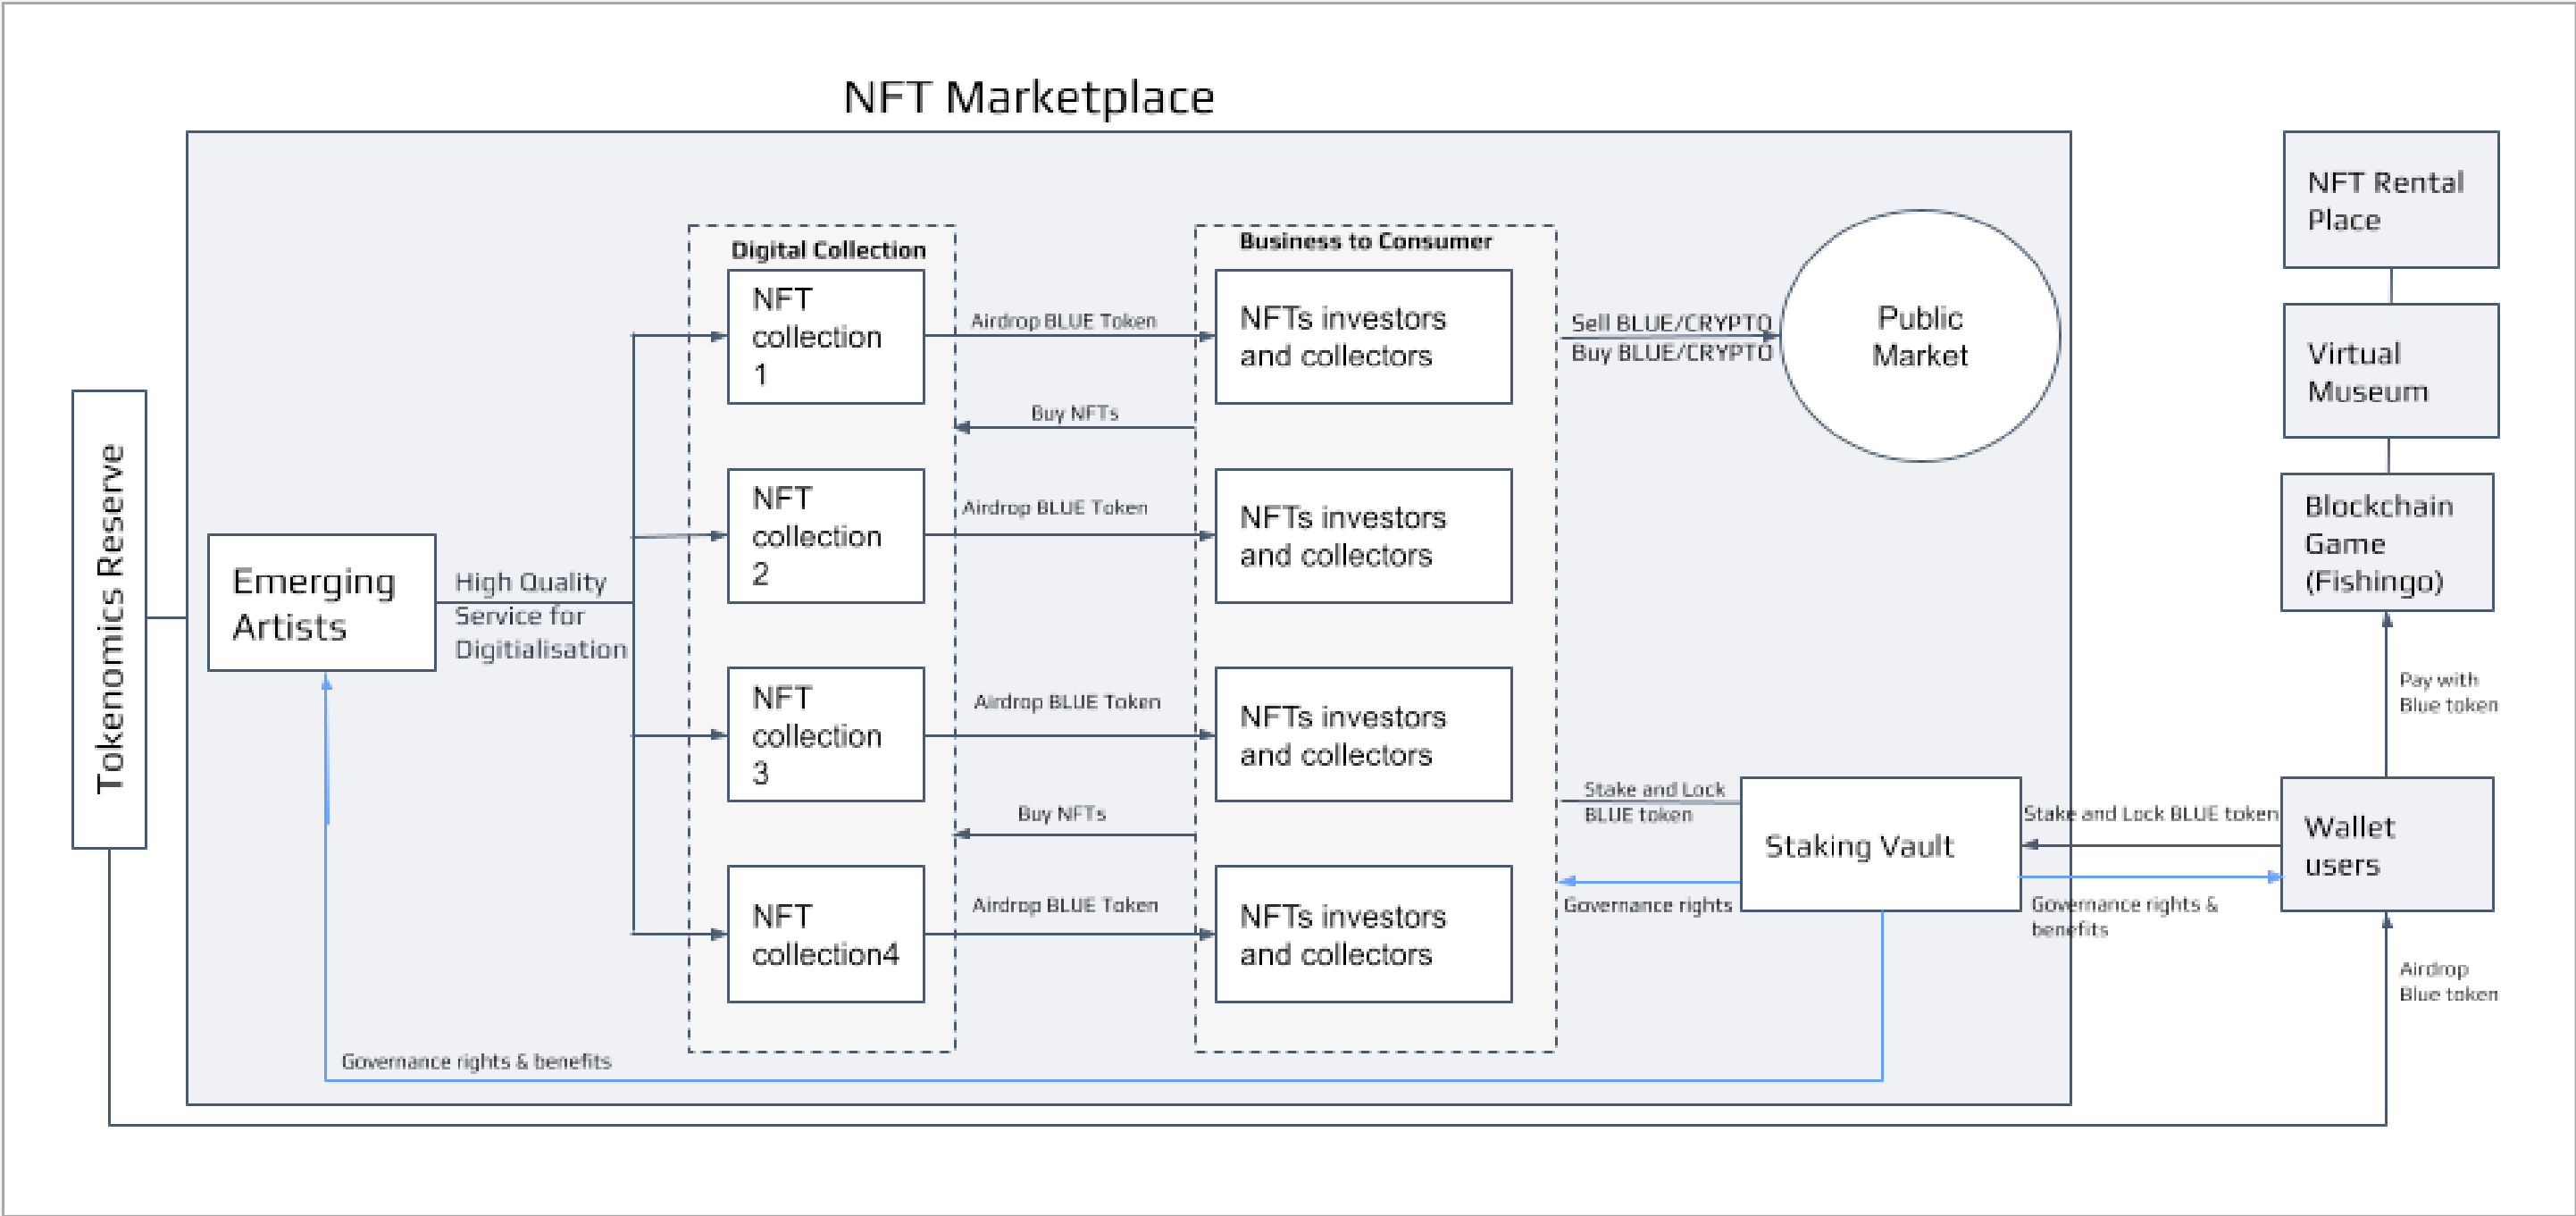 NFT Marketplace
Tokenomics Reserve
Emerging
Artists
High Quality
Service for
Digitialisation
Digital Collection
NFT
collection
1
NFT
collection
2
NFT
collection
3
NFT
collection4
Airdrop BLUE Token
Buy NFTs
Airdrop BLUE Token
Airdrop BLUE Token
Buy NFTs
Airdrop BLUE Token
Business to Consumer
NFTs investors
and collectors
NFTs investors
and collectors
NFTs investors
and collectors
NFTs investors
and collectors
Sell BLUE/CRYPTO
Buy BLUE/CRYPTO
Public
Market
Stake and Lock
BLUE token
Governance rights
Staking Vault
Stake and Lock BLUE token
Governance rights &
benefits
Governance rights & benefits
NFT Rental
Place
Virtual
Museum
Blockchain
Game
(Fishingo)
Pay with
Blue token
Wallet
users
Airdrop
Blue token